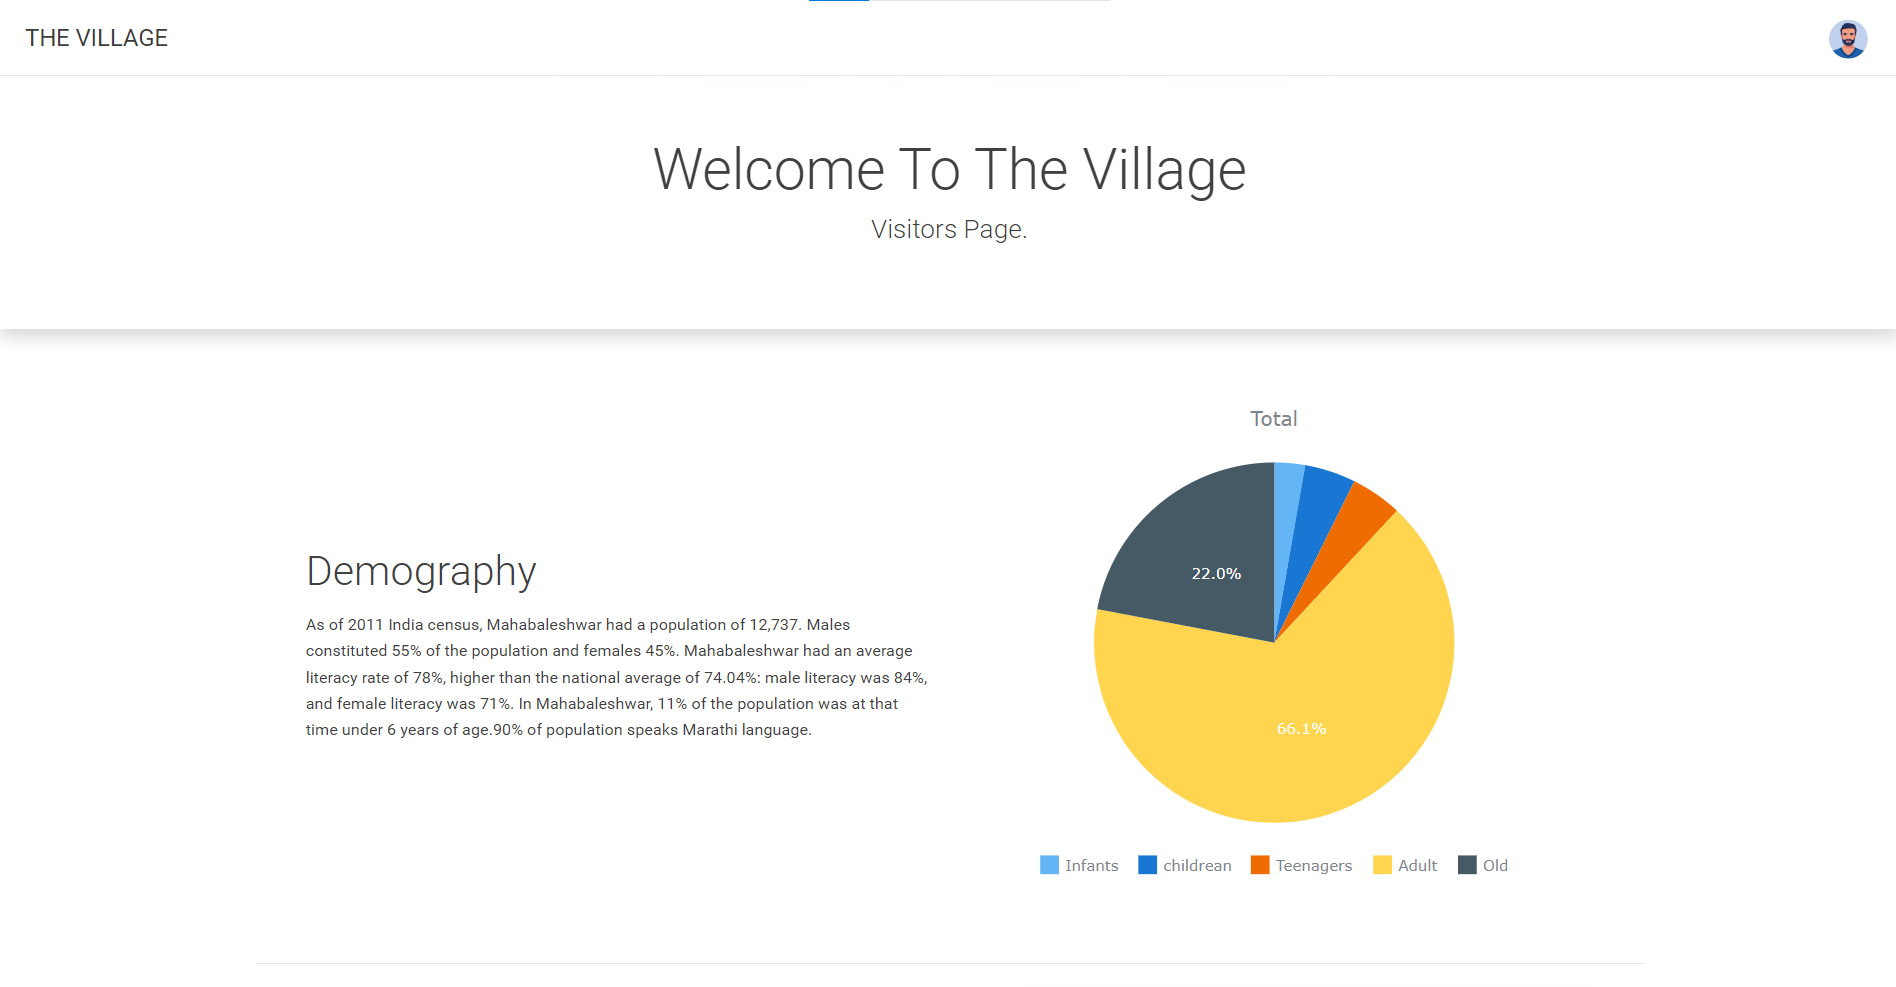 THE VILLAGE
Welcome To The Village
Visitors Page.
Demography
As of 2011 India census, Mahabaleshwar had a population of 12,737. Males
constituted 55% of the population and females 45%. Mahabaleshwar had an average
literacy rate of 78%, higher than the national average of 74.04%: male literacy was 84%,
and female literacy was 71%. In Mahabaleshwar, 11% of the population was at that
time under 6 years of age.90% of population speaks Marathi language.
Total
22.0%
66.1%
Infants childrean Teenagers Adult Old